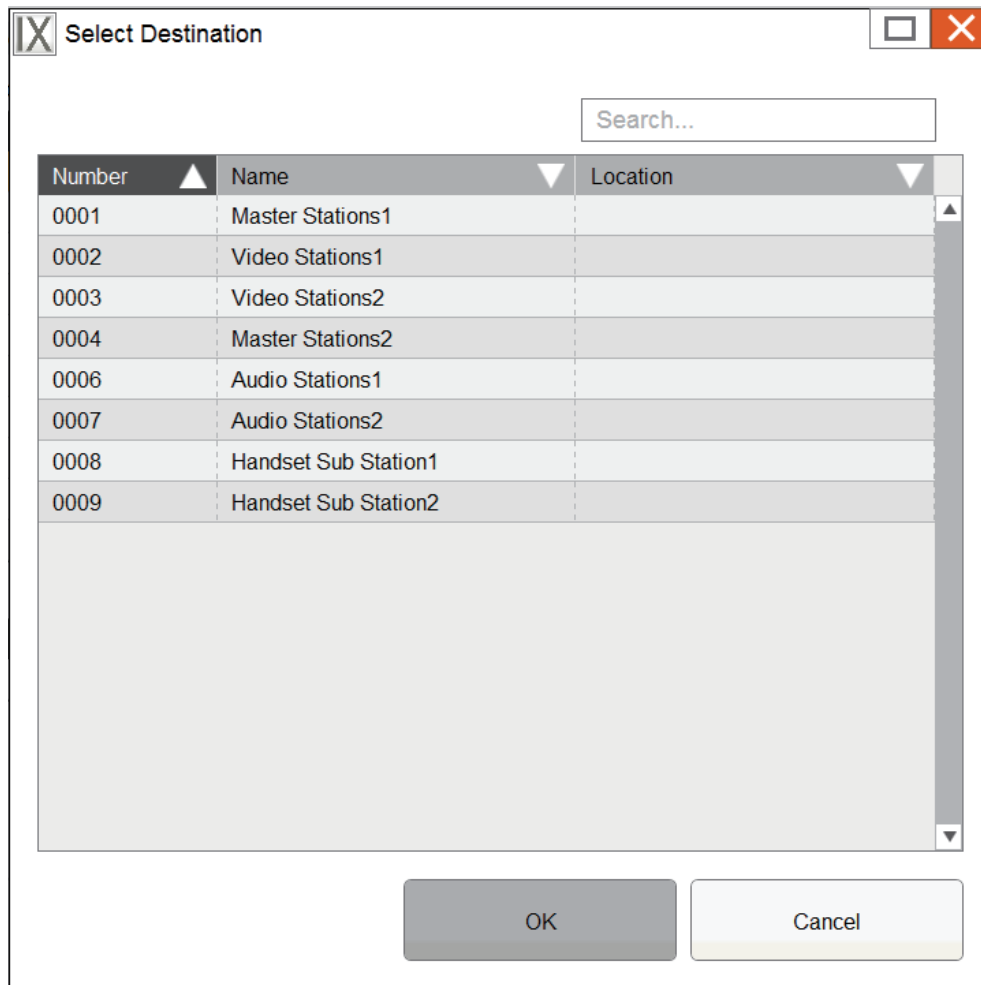 IX Select Destination
Search...
Number Name Location
0001 Master Stations1
0002 Video Stations1
0003 Video Stations2
0004 Master Stations2
0006 Audio Stations1
0007 Audio Stations2
0008 Handset Sub Station1
0009 Handset Sub Station2
OK Cancel